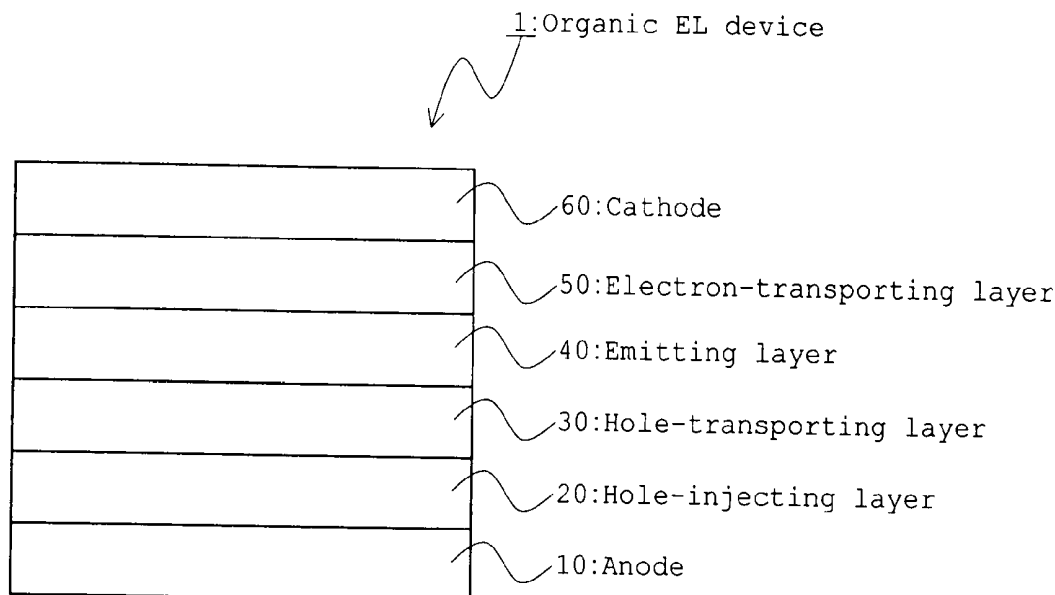 1:Organic EL device
60:Cathode
50:Electron-transporting layer
40:Emitting layer
30:Hole-transporting layer
20:Hole-injecting layer
10:Anode